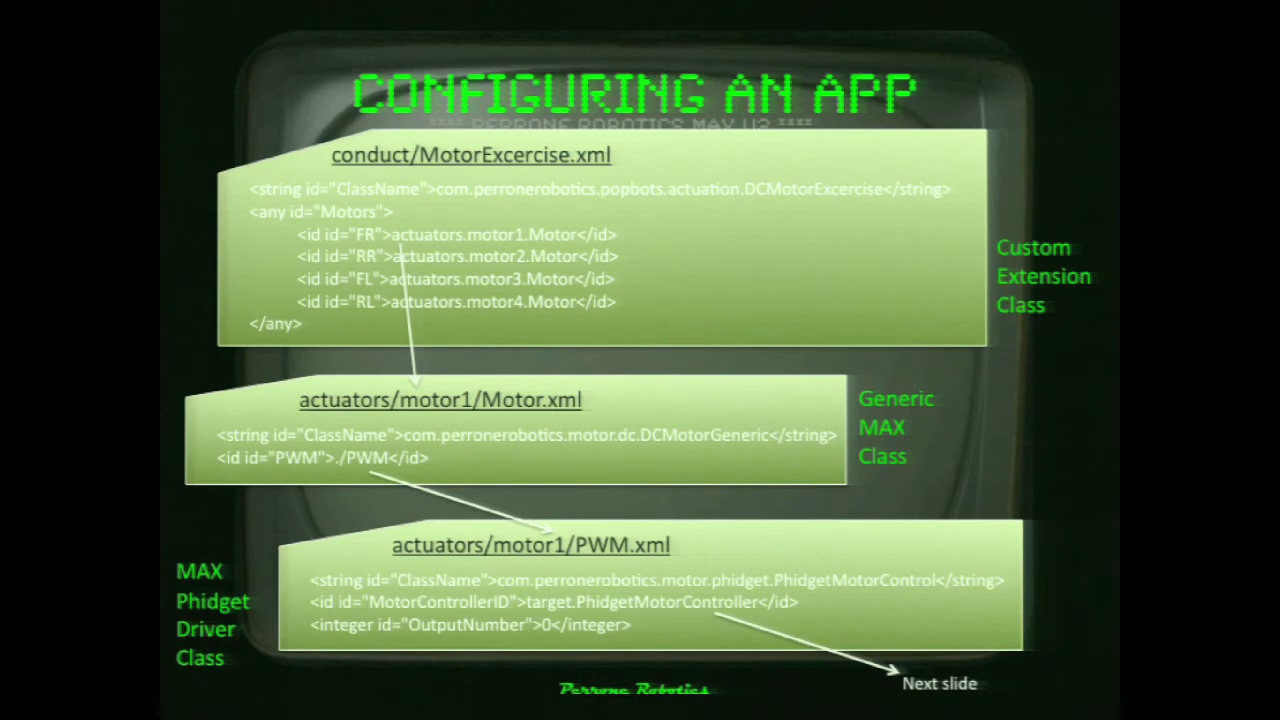 CONFIGURING AN APP
**** PERRONE ROBOTICS MAX V2 ****
conduct/MotorExcercise.xml
<string id="ClassName">com.perronerobotics.popbots.actuation.DCMotorExcercise</string>
<any id="Motors">
<id id="FR">actuators.motor1.Motor</id>
<id id="RR">actuators.motor2.Motor</id>
<id id="FL">actuators.motor3.Motor</id>
<id id="RL">actuators.motor4.Motor</id>
</any>
Custom
Extension
Class
actuators/motor1/Motor.xml
<string id="ClassName">com.perronerobotics.motor.dc.DCMotorGeneric</string>
<id id="PWM">./PWM</id>
Generic
MAX
Class
actuators/motor1/PWM.xml
<string id="ClassName">com.perronerobotics.motor.phidget.PhidgetMotorControl</string>
<id id="MotorControllerID">target.PhidgetMotorController</id>
<integer id="OutputNumber">0</integer>
MAX
Phidget
Driver
Class
Next slide
Perrone Robotics